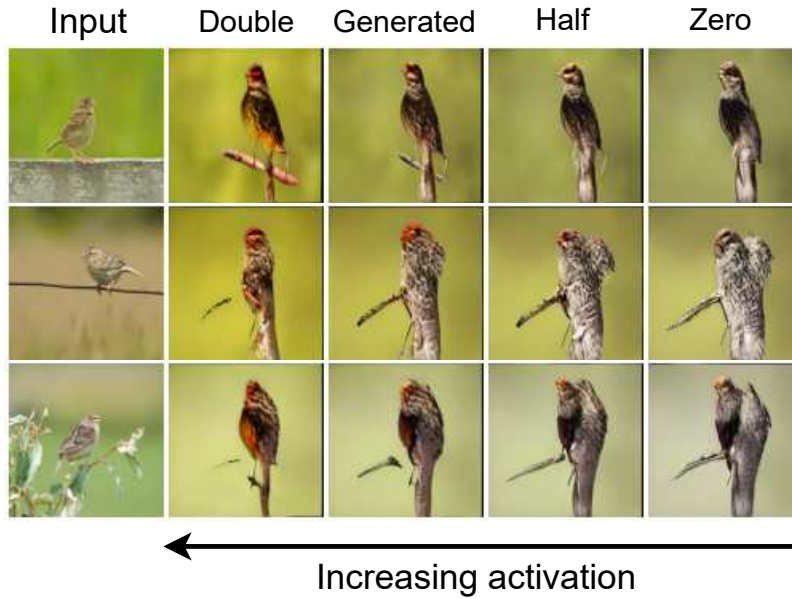 Input Double Generated Half Zero
Increasing activation